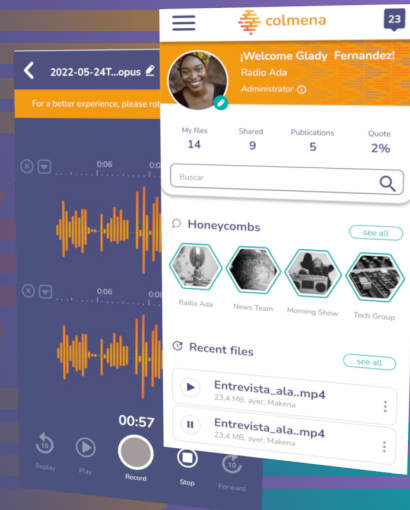 2022-05-24T...opus
For a better experience, please rot
0:06
0:0
0:06
0:0
00:57
10
Replay
Play
Record
Stop
10
Forward
colmena
23
¡Welcome Glady Fernandez!
Radio Ada
Administrator
My files
14
Shared
9
Publications
5
Quote
2%
Buscar
Honeycombs
see all
Radio Ada
News Team
Morning Show
Tech Group
Recent files
see all
Entrevista_ala..mp4
23,4 MB, ayer, Makena
Entrevista_ala..mp4
23,4 MB, ayer, Makena